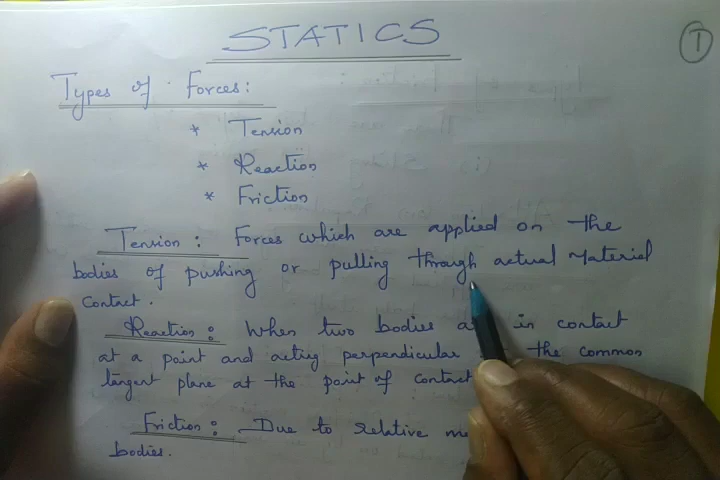 STATICS
1
Types of Forces:
* Tension
* Reaction
* Friction
Tension: Forces which are applied on the
bodies of pushing or pulling through actual Material
Contact.
Reaction: When two bodies in contact
at a point and acting perpendicular the common
tangent plane at the point of contact
Friction: Due to relative
bodies.